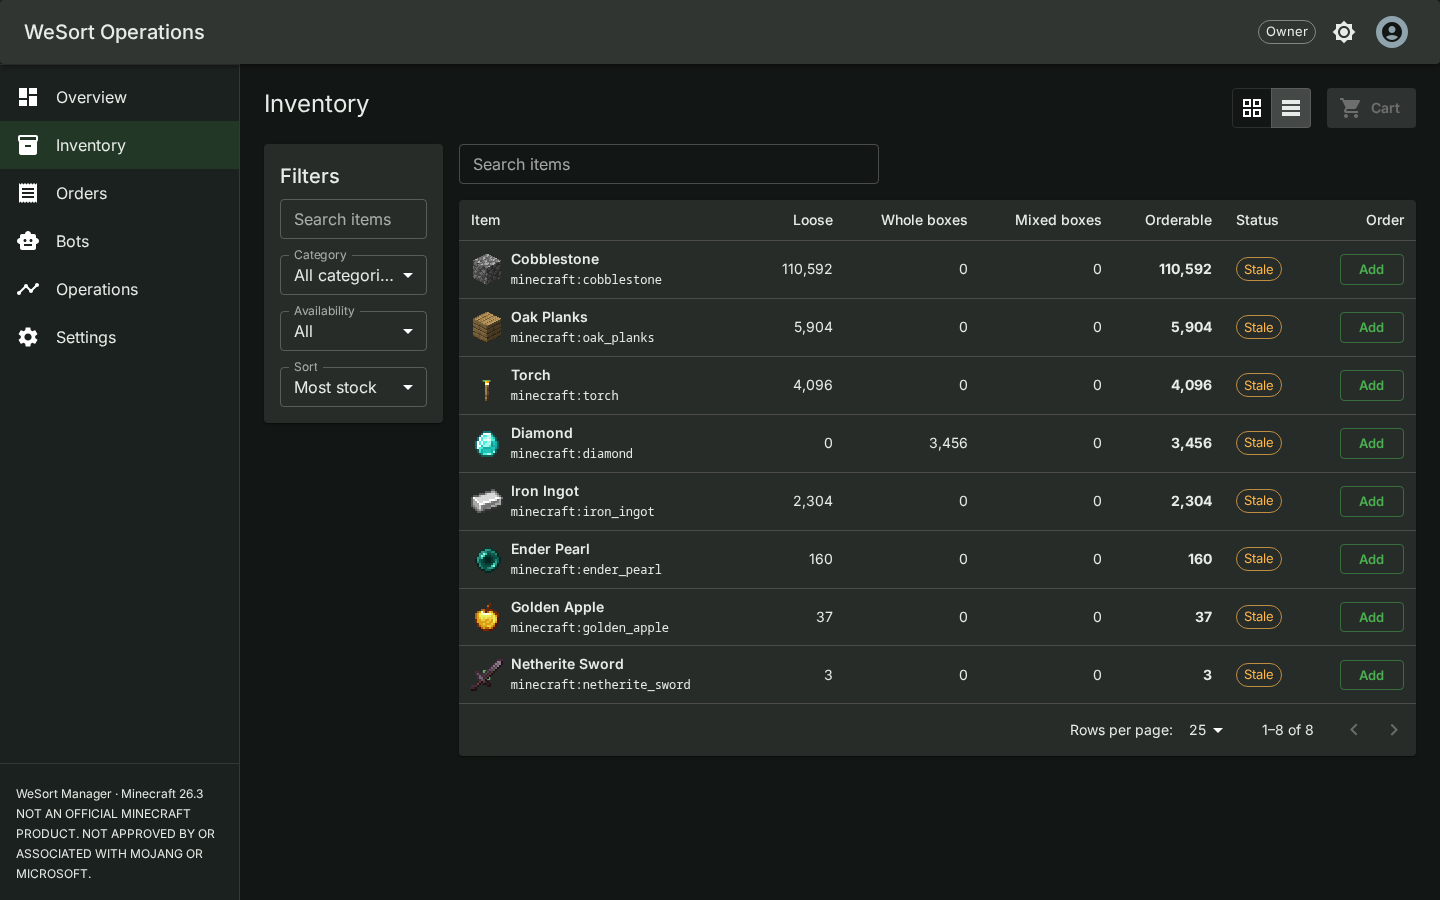 WeSort Operations
Owner
Overview
Inventory
Orders
Bots
Operations
Settings
WeSort Manager · Minecraft 26.3
NOT AN OFFICIAL MINECRAFT
PRODUCT. NOT APPROVED BY OR
ASSOCIATED WITH MOJANG OR
MICROSOFT.
Inventory
Cart
Filters
Search items
Category
All categori...
Availability
All
Sort
Most stock
Search items
Item Loose Whole boxes Mixed boxes Orderable Status Order
Cobblestone
minecraft:cobblestone
110,592 0 0 110,592 Stale Add
Oak Planks
minecraft:oak_planks
5,904 0 0 5,904 Stale Add
Torch
minecraft:torch
4,096 0 0 4,096 Stale Add
Diamond
minecraft:diamond
0 3,456 0 3,456 Stale Add
Iron Ingot
minecraft:iron_ingot
2,304 0 0 2,304 Stale Add
Ender Pearl
minecraft:ender_pearl
160 0 0 160 Stale Add
Golden Apple
minecraft:golden_apple
37 0 0 37 Stale Add
Netherite Sword
minecraft:netherite_sword
3 0 0 3 Stale Add
Rows per page: 25 1–8 of 8